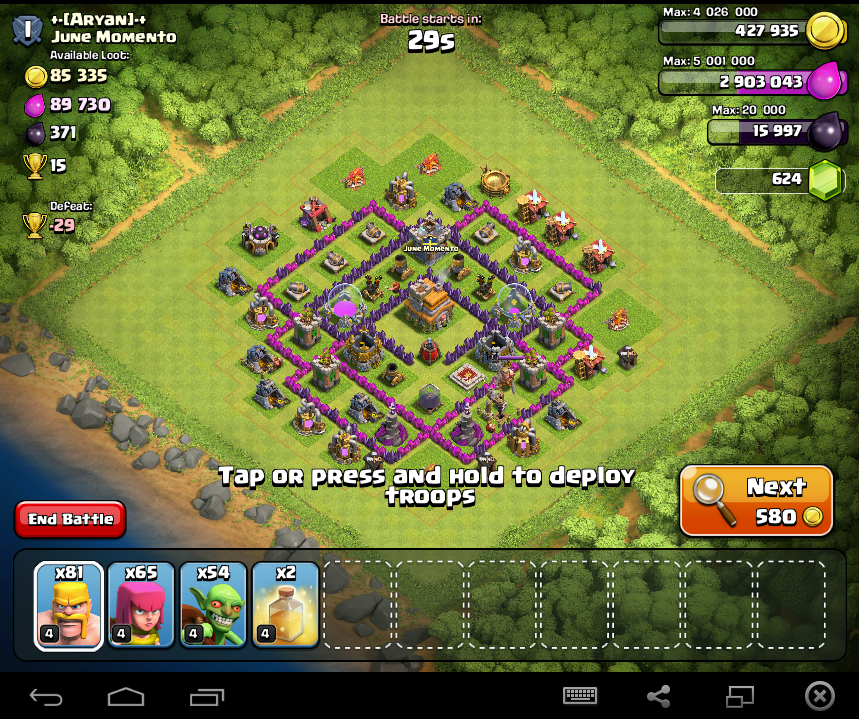 1
+-[Aryan]-+
June Momento
Available Loot:
85 335
89 730
371
15
Defeat:
-29
Battle starts in:
29s
Max: 4 026 000
427 935
Max: 5 001 000
2 903 043
Max: 20 000
15 997
624
June Momento
Tap or press and hold to deploy
troops
Next
580
End Battle
x81
x65
x54
x2
4
4
4
4